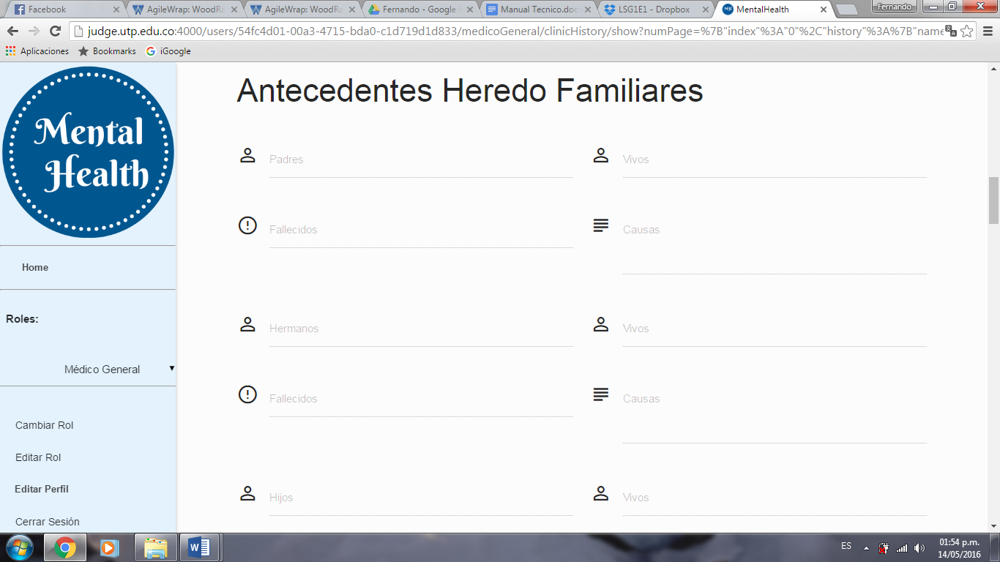 Facebook
AgileWrap: WoodRa
AgileWrap: WoodRa
Fernando - Google
Manual Tecnico.doc
LSG1E1 - Dropbox
MentalHealth
Fernando
judge.utp.edu.co:4000/users/54fc4d01-00a3-4715-bda0-c1d719d1d833/medicoGeneral/clinicHistory/show?numPage=%7B"index"%3A"0"%2C"history"%3A%7B"name
Aplicaciones
Bookmarks
iGoogle
Mental
Health
Home
Roles:
Médico General
Cambiar Rol
Editar Rol
Editar Perfil
Cerrar Sesión
Antecedentes Heredo Familiares
Padres
Vivos
Fallecidos
Causas
Hermanos
Vivos
Fallecidos
Causas
Hijos
Vivos
ES
01:54 p.m.
14/05/2016